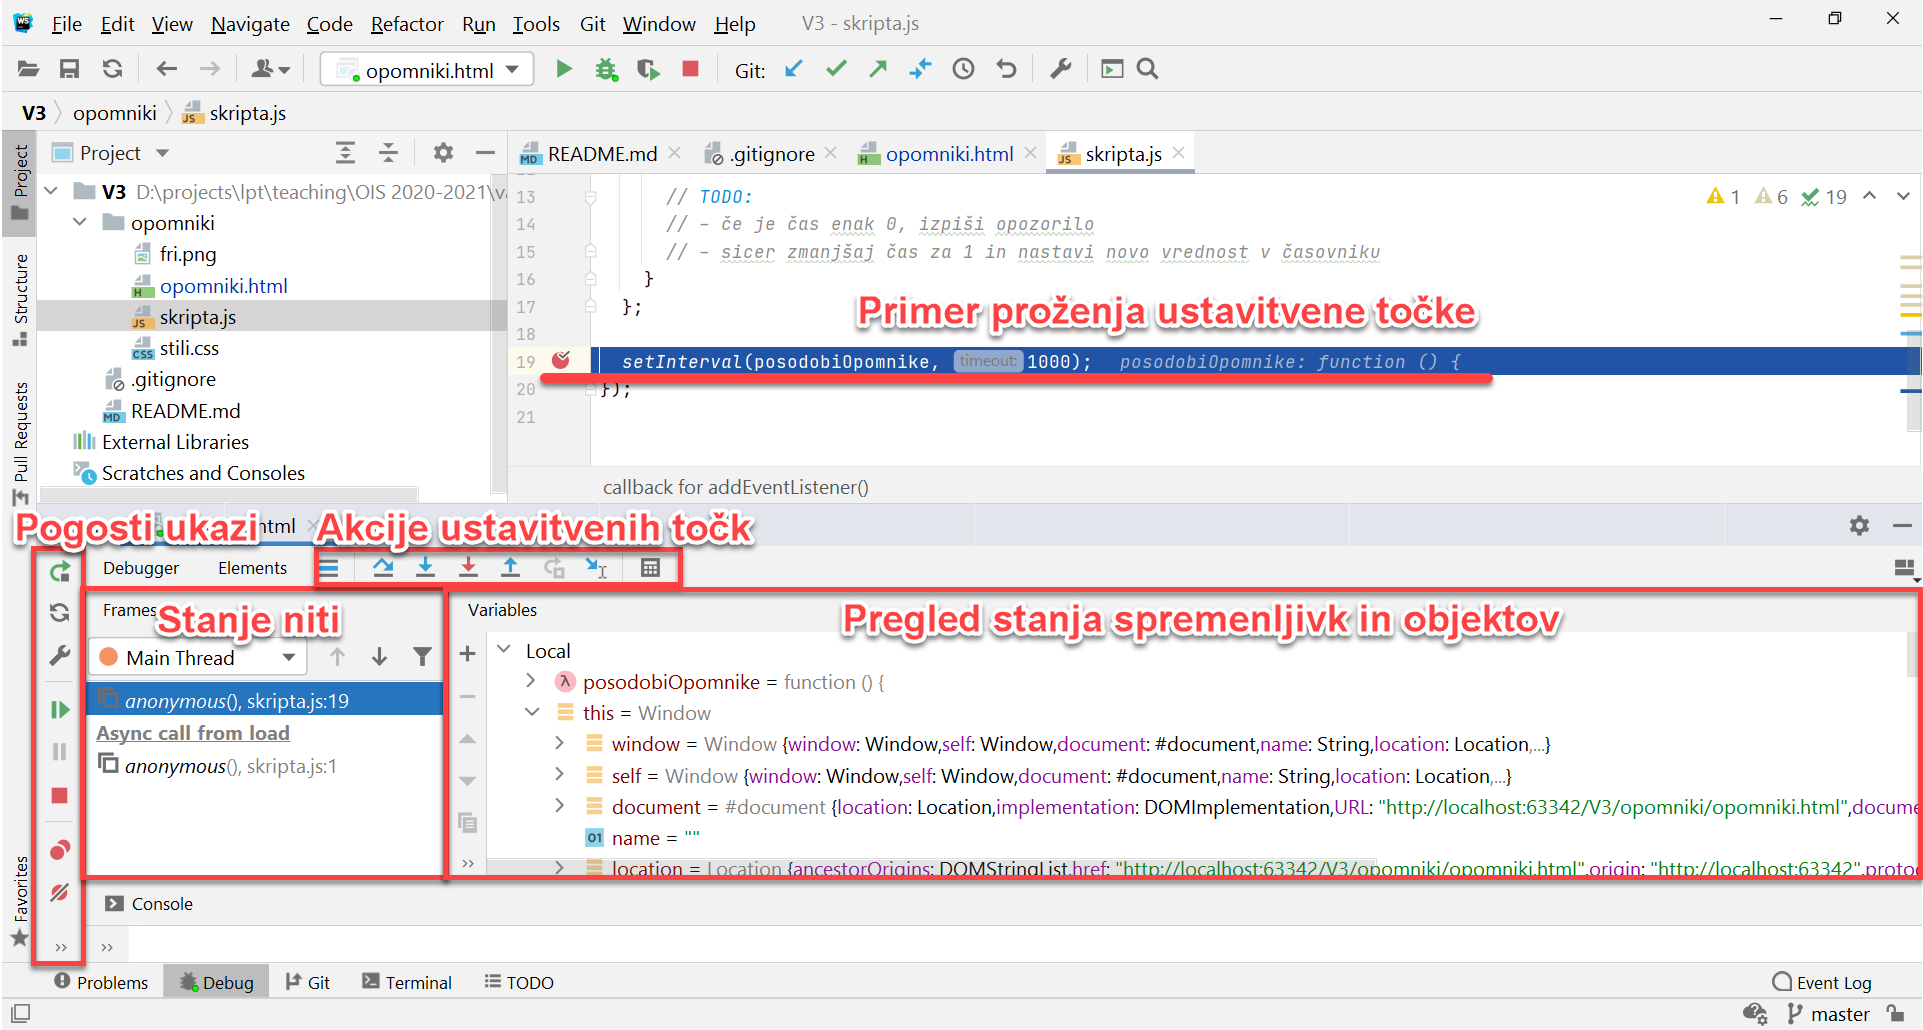 File Edit View Navigate Code Refactor Run Tools Git Window Help V3 - skripta.js
opomniki.html Git:
V3 opomniki skripta.js
Project
Structure
Pull Requests
Favorites
Project
V3 D:\projects\lpt\teaching\OIS 2020-2021\va
opomniki
fri.png
opomniki.html
skripta.js
stili.css
.gitignore
README.md
External Libraries
Scratches and Consoles
README.md .gitignore opomniki.html skripta.js
1 6 19
13 // TODO:
14 // - če je čas enak 0, izpiši opozorilo
15 // - sicer zmanjšaj čas za 1 in nastavi novo vrednost v časovniku
16 }
17 };
Primer proženja ustavitvene točke
18
19 setInterval(posodobiOpomnike, timeout: 1000); posodobiOpomnike: function () {
20 });
21
callback for addEventListener()
Pogosti ukazi html Akcije ustavitvenih točk
Debugger Elements
Frames
Stanje niti
Main Thread
anonymous(), skripta.js:19
Async call from load
anonymous(), skripta.js:1
Variables
Pregled stanja spremenljivk in objektov
Local
posodobiOpomnike = function () {
this = Window
window = Window {window: Window,self: Window,document: #document,name: String,location: Location,...}
self = Window {window: Window,self: Window,document: #document,name: String,location: Location,...}
document = #document {location: Location,implementation: DOMImplementation,URL: "http://localhost:63342/V3/opomniki/opomniki.html",docume
01 name = ""
location = Location {ancestorOrigins: DOMStringList,href: "http://localhost:63342/V3/opomniki/opomniki.html",origin: "http://localhost:63342",protoc
Console
Problems Debug Git Terminal TODO Event Log
master